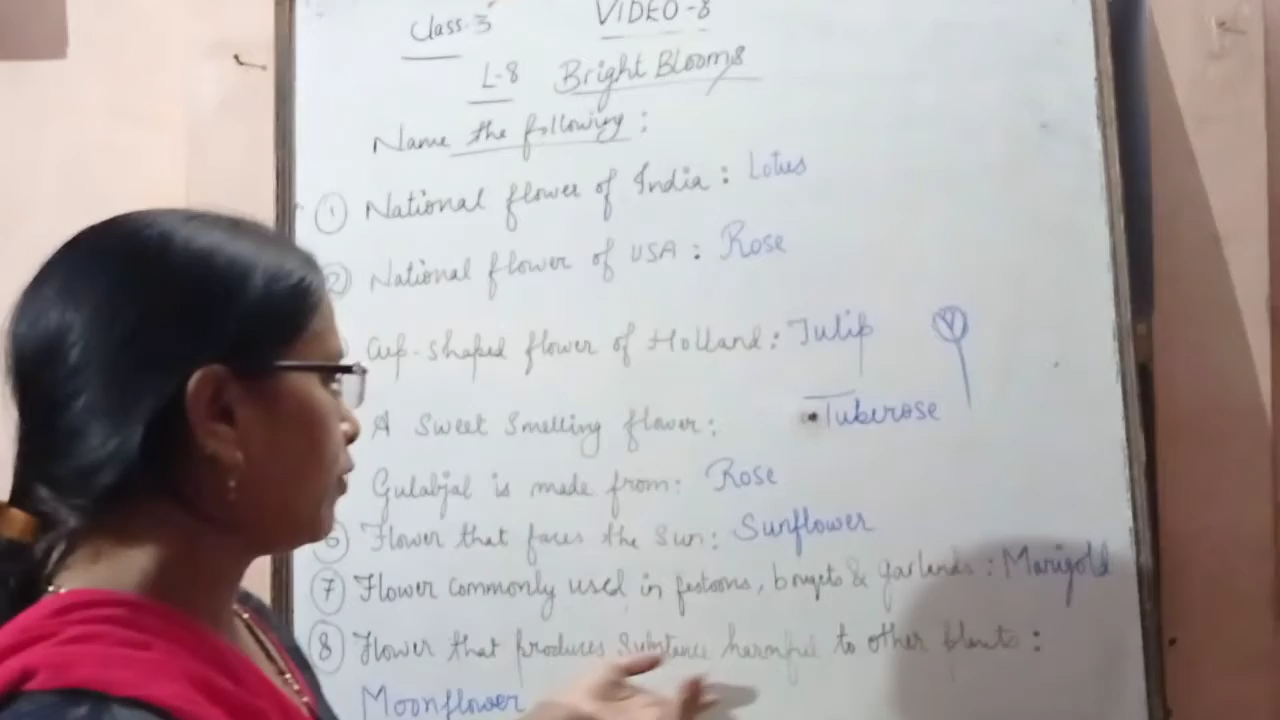 Class-3 VIDEO-8
L-8 Bright Blooms
Name the following:
① National flower of India: Lotus
② National flower of USA: Rose
Cup-shaped flower of Holland: Tulip
A Sweet Smelling flower: Tuberose
Gulabjal is made from: Rose
6 Flower that faces the Sun: Sunflower
⑦ Flower commonly used in festoons, & garlands: Marigold
⑧ Flower that produces substance harmful to other plants:
Moonflower